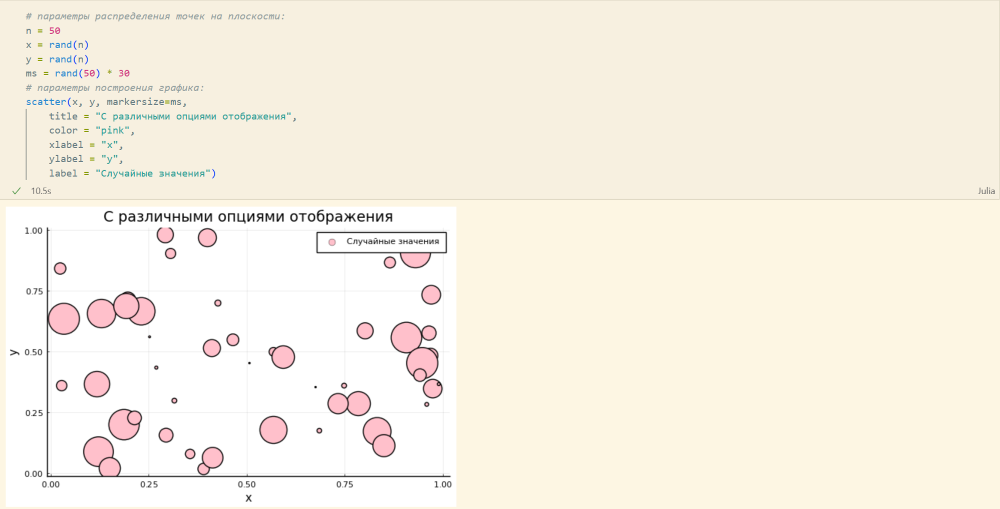 # параметры распределения точек на плоскости:
n = 50
x = rand(n)
y = rand(n)
ms = rand(50) * 30
# параметры построения графика:
scatter(x, y, markersize=ms,
    title = "С различными опциями отображения",
    color = "pink",
    xlabel = "x",
    ylabel = "y",
    label = "Случайные значения")
10.5s
Julia
С различными опциями отображения
Случайные значения
1.00
0.75
0.50
0.25
0.00
y
0.00 0.25 0.50 0.75 1.00
x